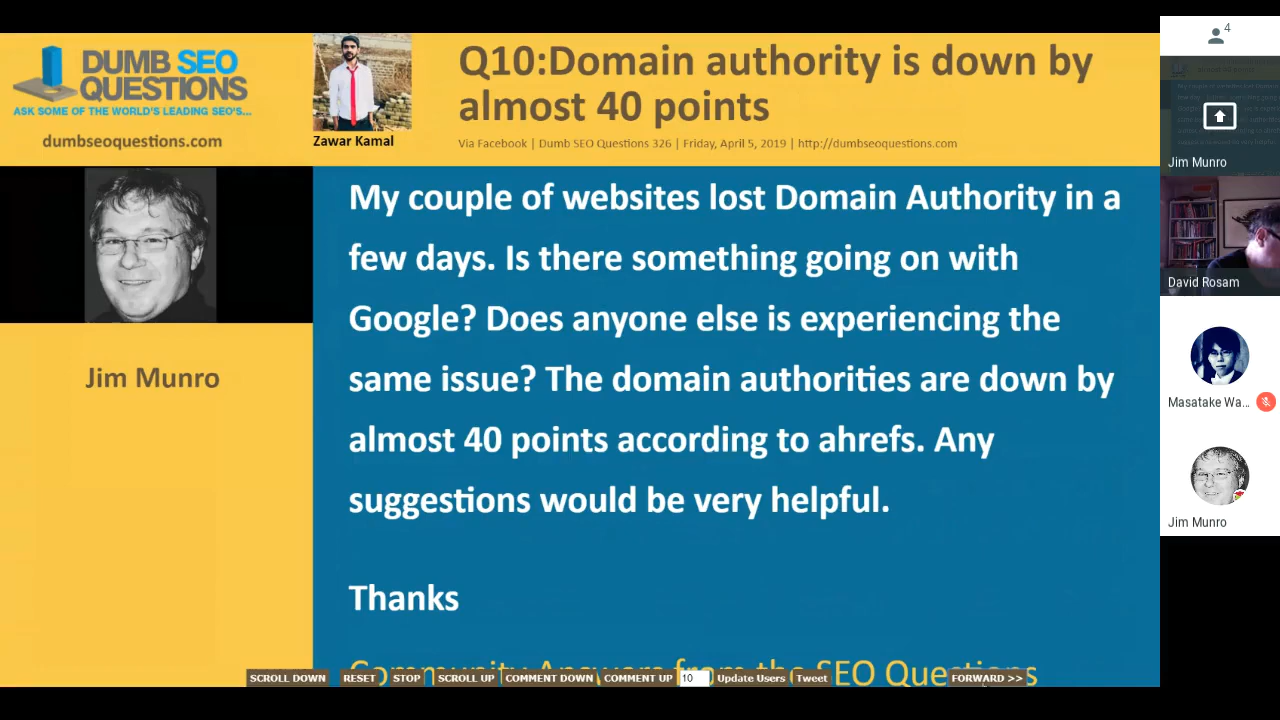 DUMB SEO
QUESTIONS
ASK SOME OF THE WORLD'S LEADING SEO'S...
dumbseoquestions.com
Zawar Kamal
Q10:Domain authority is down by
almost 40 points
Via Facebook | Dumb SEO Questions 326 | Friday, April 5, 2019 | http://dumbseoquestions.com
Jim Munro
My couple of websites lost Domain Authority in a
few days. Is there something going on with
Google? Does anyone else is experiencing the
same issue? The domain authorities are down by
almost 40 points according to ahrefs. Any
suggestions would be very helpful.
Thanks
Community Answers from the SEO Questions
SCROLL DOWN RESET STOP SCROLL UP COMMENT DOWN COMMENT UP 10 Update Users Tweet FORWARD >>
4
Jim Munro
David Rosam
Masatake Wa...
Jim Munro